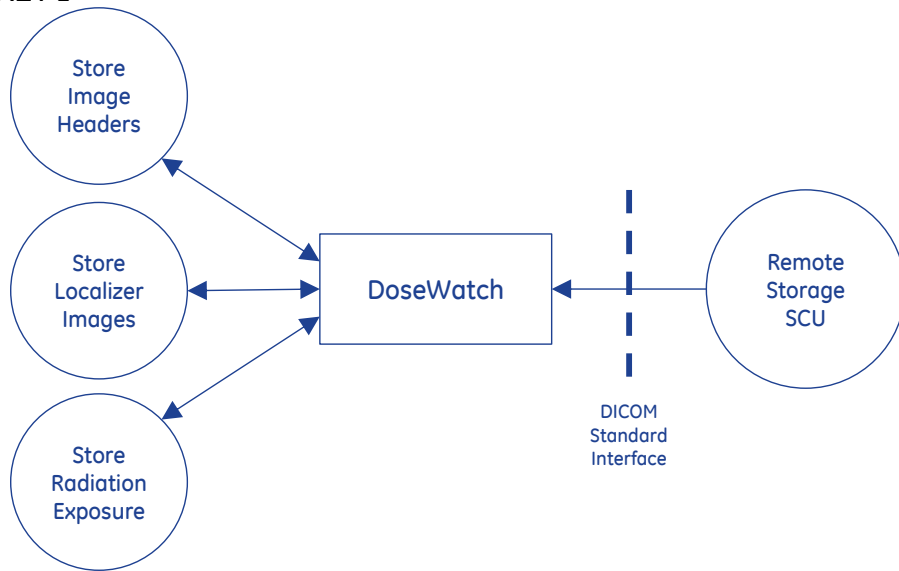 Store
Image
Headers
Store
Localizer
Images
DoseWatch
Remote
Storage
SCU
DICOM
Standard
Interface
Store
Radiation
Exposure